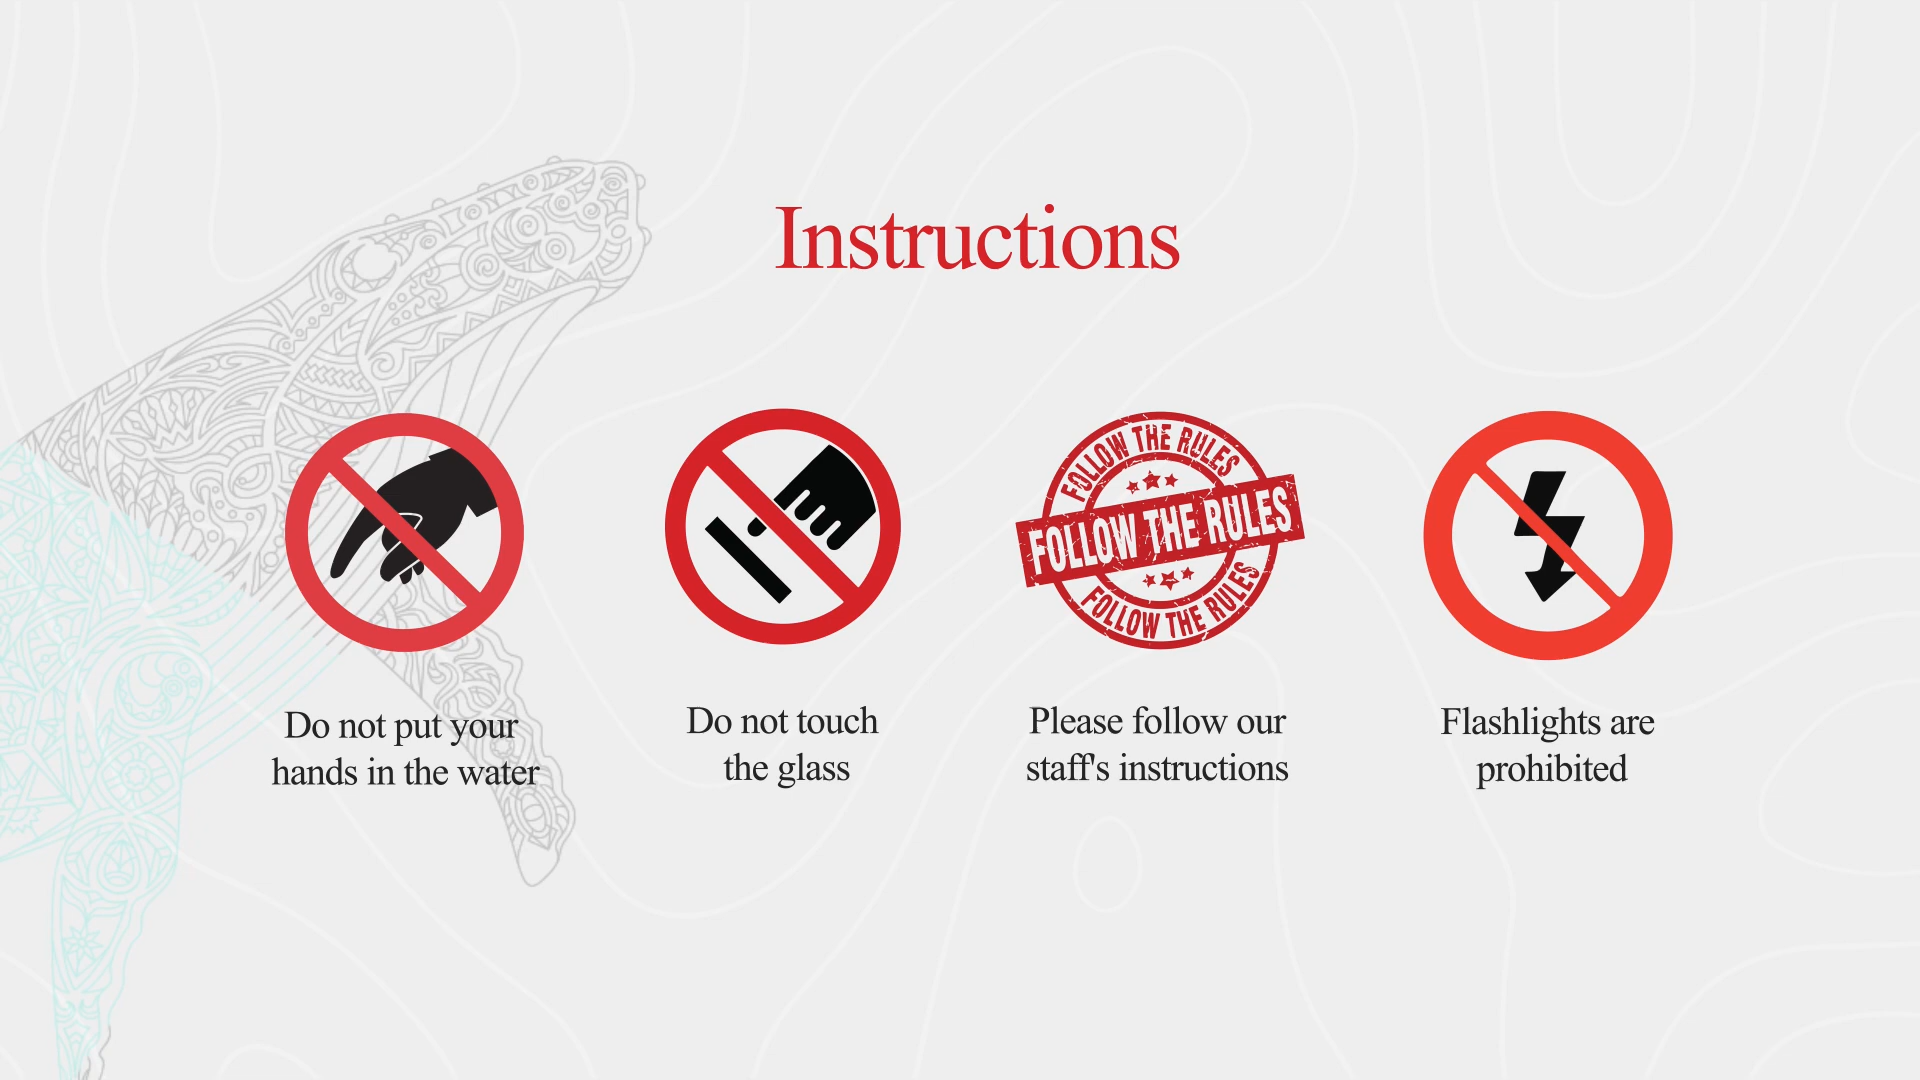 Instructions
FOLLOW THE RULES
FOLLOW THE RULES
FOLLOW THE RULES
Do not put your
hands in the water
Do not touch
the glass
Please follow our
staff's instructions
Flashlights are
prohibited